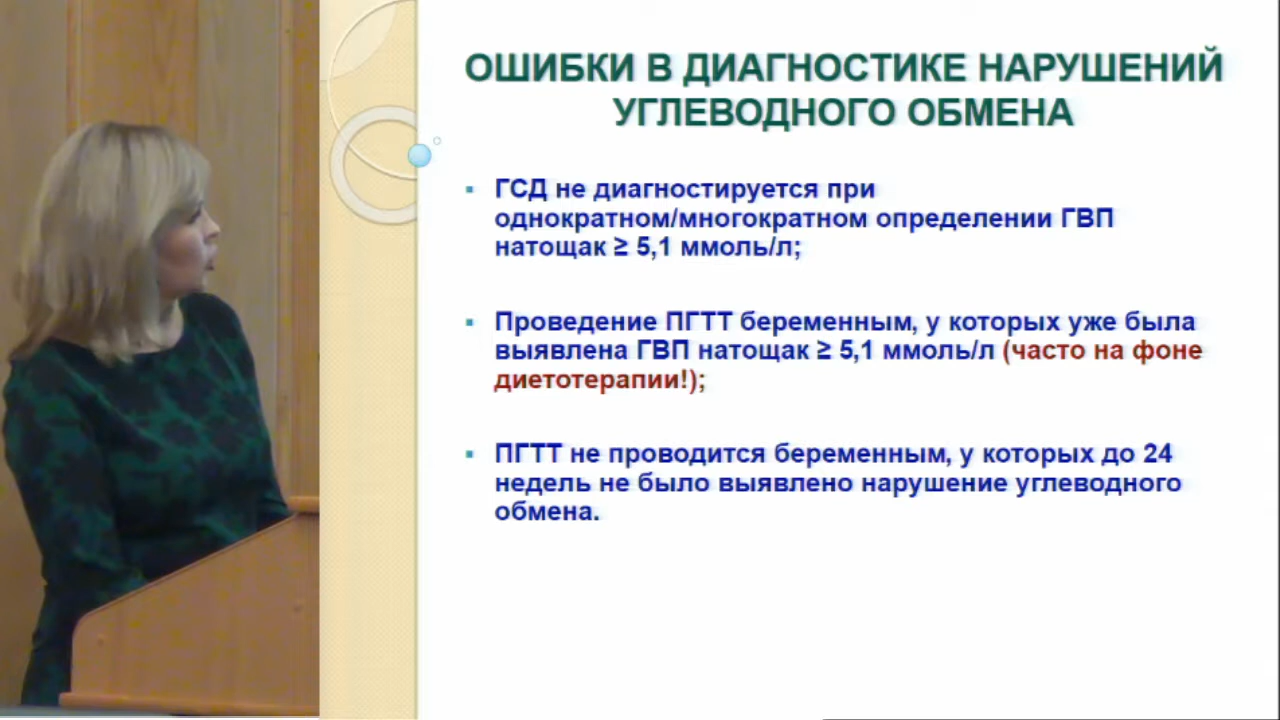 ОШИБКИ В ДИАГНОСТИКЕ НАРУШЕНИЙ
УГЛЕВОДНОГО ОБМЕНА
▪ ГСД не диагностируется при
однократном/многократном определении ГВП
натощак ≥ 5,1 ммоль/л;
▪ Проведение ПГТТ беременным, у которых уже была
выявлена ГВП натощак ≥ 5,1 ммоль/л (часто на фоне
диетотерапии!);
▪ ПГТТ не проводится беременным, у которых до 24
недель не было выявлено нарушение углеводного
обмена.